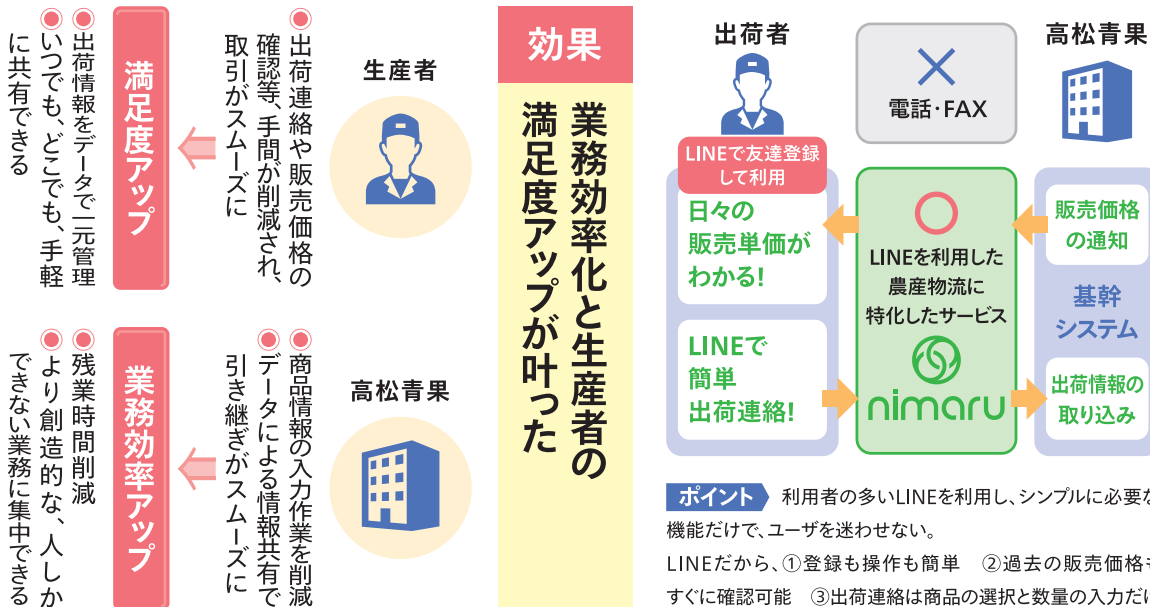 出荷者
電話・FAX
高松青果
LINEで友達登録
して利用
日々の
販売単価が
わかる!
LINEで
簡単
出荷連絡!
LINEを利用した
農産物流に
特化したサービス
nimaru
販売価格
の通知
基幹
システム
出荷情報の
取り込み
ポイント 利用者の多いLINEを利用し、シンプルに必要な
機能だけで、ユーザを迷わせない。
LINEだから、①登録も操作も簡単 ②過去の販売価格も
すぐに確認可能 ③出荷連絡は商品の選択と数量の入力だけ
効果
業務効率化と生産者の
満足度アップが叶った
生産者
出荷連絡や販売価格の
確認等、手間が削減され、
取引がスムーズに
満足度アップ
出荷情報をデータで一元管理
いつでも、どこでも、手軽
に共有できる
高松青果
商品情報の入力作業を削減
データによる情報共有で
引き継ぎがスムーズに
業務効率アップ
残業時間削減
より創造的な、人しか
できない業務に集中できる